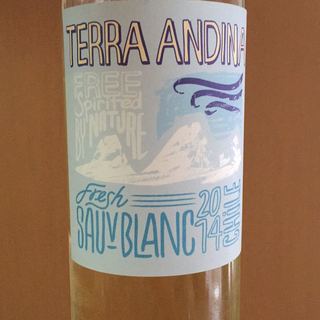 TERRA ANDINA
FREE
Spirited
BY NATURE
fresh
SAUV BLANC
2014
CHILE